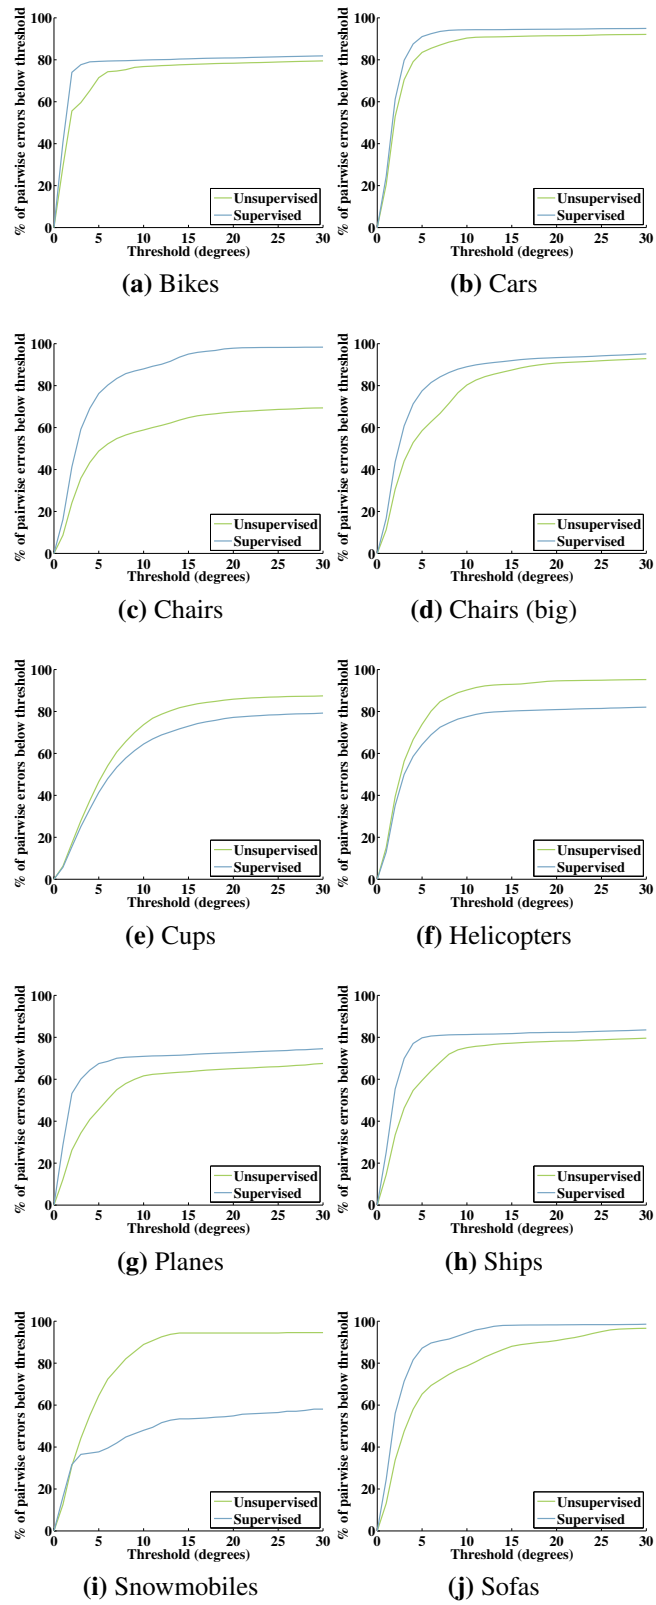 % of pairwise errors below threshold
100
80
60
40
20
0
0 5 10 15 20 25 30
Threshold (degrees)
Unsupervised
Supervised
(a) Bikes
% of pairwise errors below threshold
100
80
60
40
20
0
0 5 10 15 20 25 30
Threshold (degrees)
Unsupervised
Supervised
(b) Cars
% of pairwise errors below threshold
100
80
60
40
20
0
0 5 10 15 20 25 30
Threshold (degrees)
Unsupervised
Supervised
(c) Chairs
% of pairwise errors below threshold
100
80
60
40
20
0
0 5 10 15 20 25 30
Threshold (degrees)
Unsupervised
Supervised
(d) Chairs (big)
% of pairwise errors below threshold
100
80
60
40
20
0
0 5 10 15 20 25 30
Threshold (degrees)
Unsupervised
Supervised
(e) Cups
% of pairwise errors below threshold
100
80
60
40
20
0
0 5 10 15 20 25 30
Threshold (degrees)
Unsupervised
Supervised
(f) Helicopters
% of pairwise errors below threshold
100
80
60
40
20
0
0 5 10 15 20 25 30
Threshold (degrees)
Unsupervised
Supervised
(g) Planes
% of pairwise errors below threshold
100
80
60
40
20
0
0 5 10 15 20 25 30
Threshold (degrees)
Unsupervised
Supervised
(h) Ships
% of pairwise errors below threshold
100
80
60
40
20
0
0 5 10 15 20 25 30
Threshold (degrees)
Unsupervised
Supervised
(i) Snowmobiles
% of pairwise errors below threshold
100
80
60
40
20
0
0 5 10 15 20 25 30
Threshold (degrees)
Unsupervised
Supervised
(j) Sofas